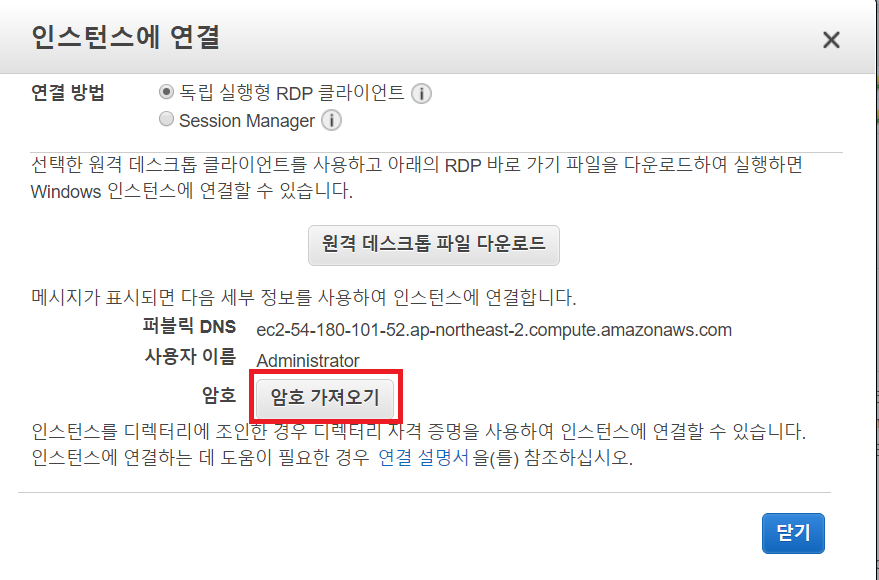 인스턴스에 연결
연결 방법 독립 실행형 RDP 클라이언트
Session Manager
선택한 원격 데스크톱 클라이언트를 사용하고 아래의 RDP 바로 가기 파일을 다운로드하여 실행하면
Windows 인스턴스에 연결할 수 있습니다.
원격 데스크톱 파일 다운로드
메시지가 표시되면 다음 세부 정보를 사용하여 인스턴스에 연결합니다.
퍼블릭 DNS ec2-54-180-101-52.ap-northeast-2.compute.amazonaws.com
사용자 이름 Administrator
암호 암호 가져오기
인스턴스를 디렉터리에 조인한 경우 디렉터리 자격 증명을 사용하여 인스턴스에 연결할 수 있습니다.
인스턴스에 연결하는 데 도움이 필요한 경우 연결 설명서을(를) 참조하십시오.
닫기